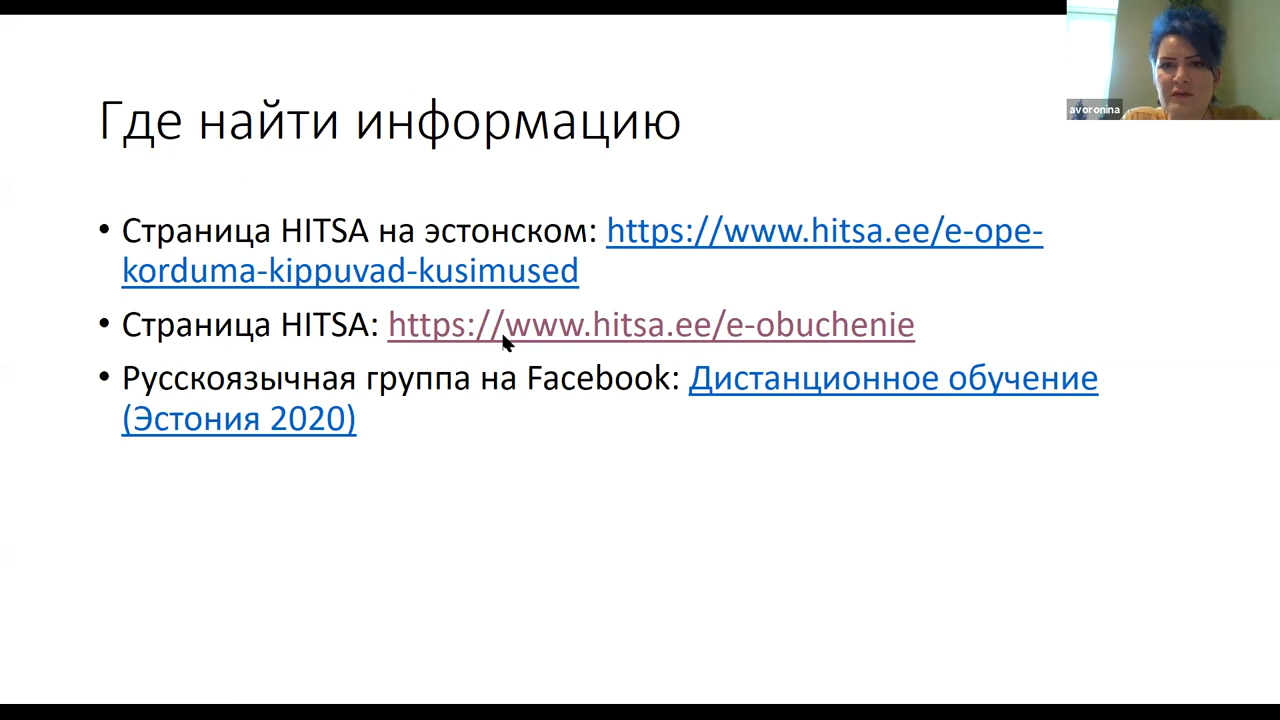 avoronina
Где найти информацию
• Страница HITSA на эстонском: https://www.hitsa.ee/e-ope-
korduma-kippuvad-kusimused
• Страница HITSA: https://www.hitsa.ee/e-obuchenie
• Русскоязычная группа на Facebook: Дистанционное обучение
(Эстония 2020)